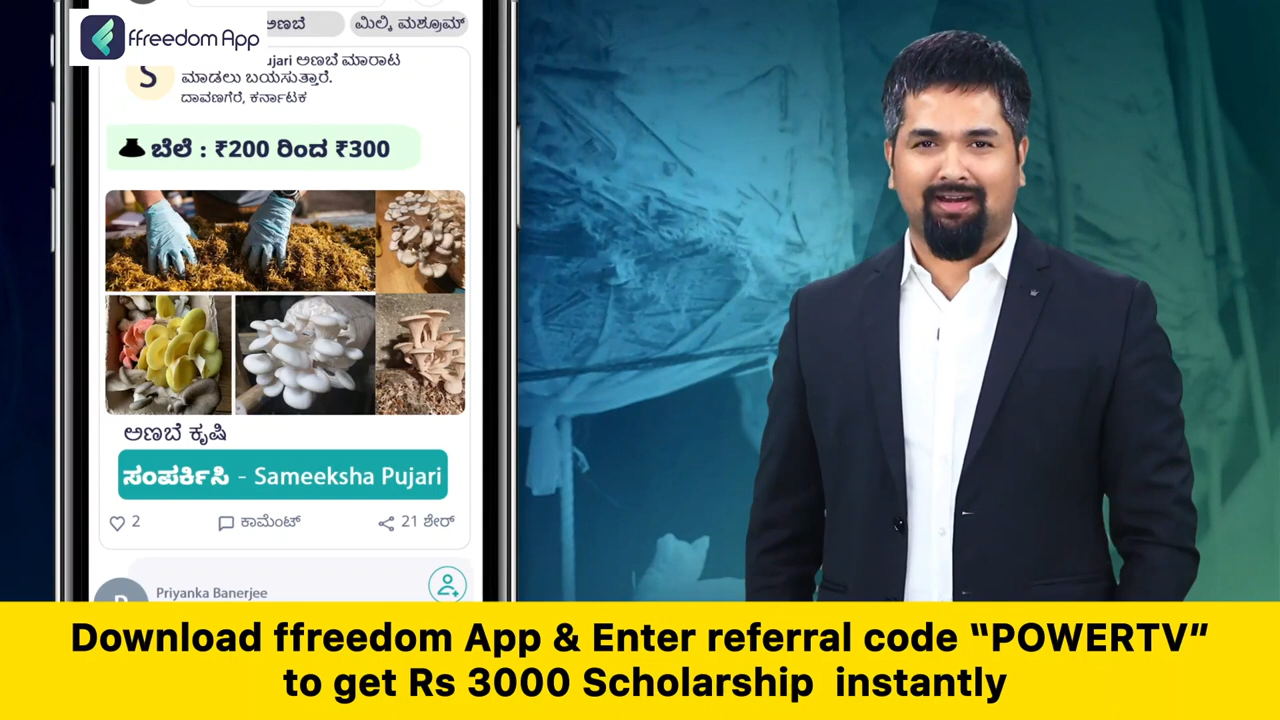 ffreedom App
ಅಣಬೆ
ಮಿಲ್ಕಿ ಮಶ್ರೂಮ್
S
ಅಣಬೆ ಮಾರಾಟ
ಮಾಡಲು ಬಯಸುತ್ತಾರೆ.
ದಾವಣಗೆರೆ, ಕರ್ನಾಟಕ
ಬೆಲೆ : ₹200 ರಿಂದ ₹300
ಅಣಬೆ ಕೃಷಿ
ಸಂಪರ್ಕಿಸಿ - Sameeksha Pujari
2
ಕಾಮೆಂಟ್
21 ಶೇರ್
Priyanka Banerjee
Download ffreedom App & Enter referral code “POWERTV”
to get Rs 3000 Scholarship instantly